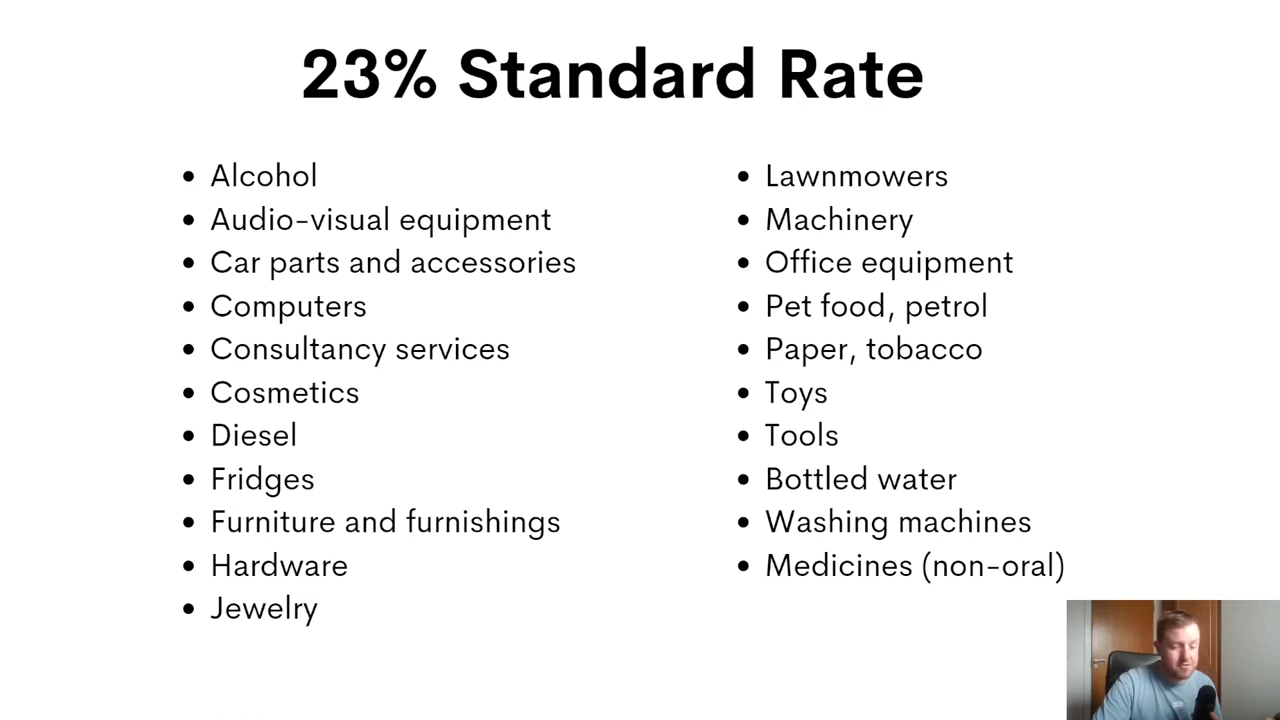 23% Standard Rate
Alcohol
Audio-visual equipment
Car parts and accessories
Computers
Consultancy services
Cosmetics
Diesel
Fridges
Furniture and furnishings
Hardware
Jewelry
Lawnmowers
Machinery
Office equipment
Pet food, petrol
Paper, tobacco
Toys
Tools
Bottled water
Washing machines
Medicines (non-oral)